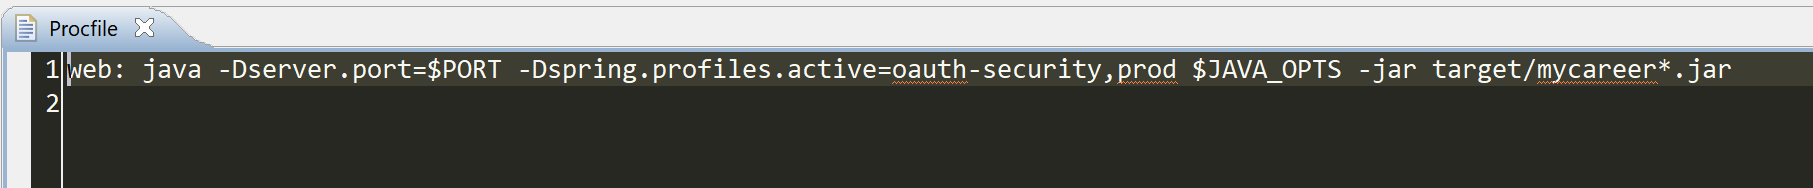 Procfile
1 web: java -Dserver.port=$PORT -Dspring.profiles.active=oauth-security,prod $JAVA_OPTS -jar target/mycareer*.jar
2